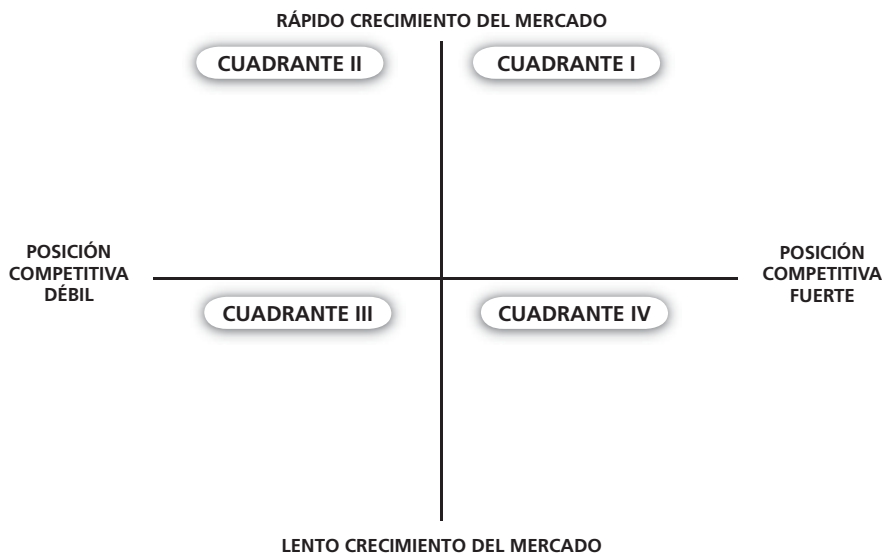 RÁPIDO CRECIMIENTO DEL MERCADO
CUADRANTE II
CUADRANTE I
POSICIÓN
COMPETITIVA
DÉBIL
POSICIÓN
COMPETITIVA
FUERTE
CUADRANTE III
CUADRANTE IV
LENTO CRECIMIENTO DEL MERCADO